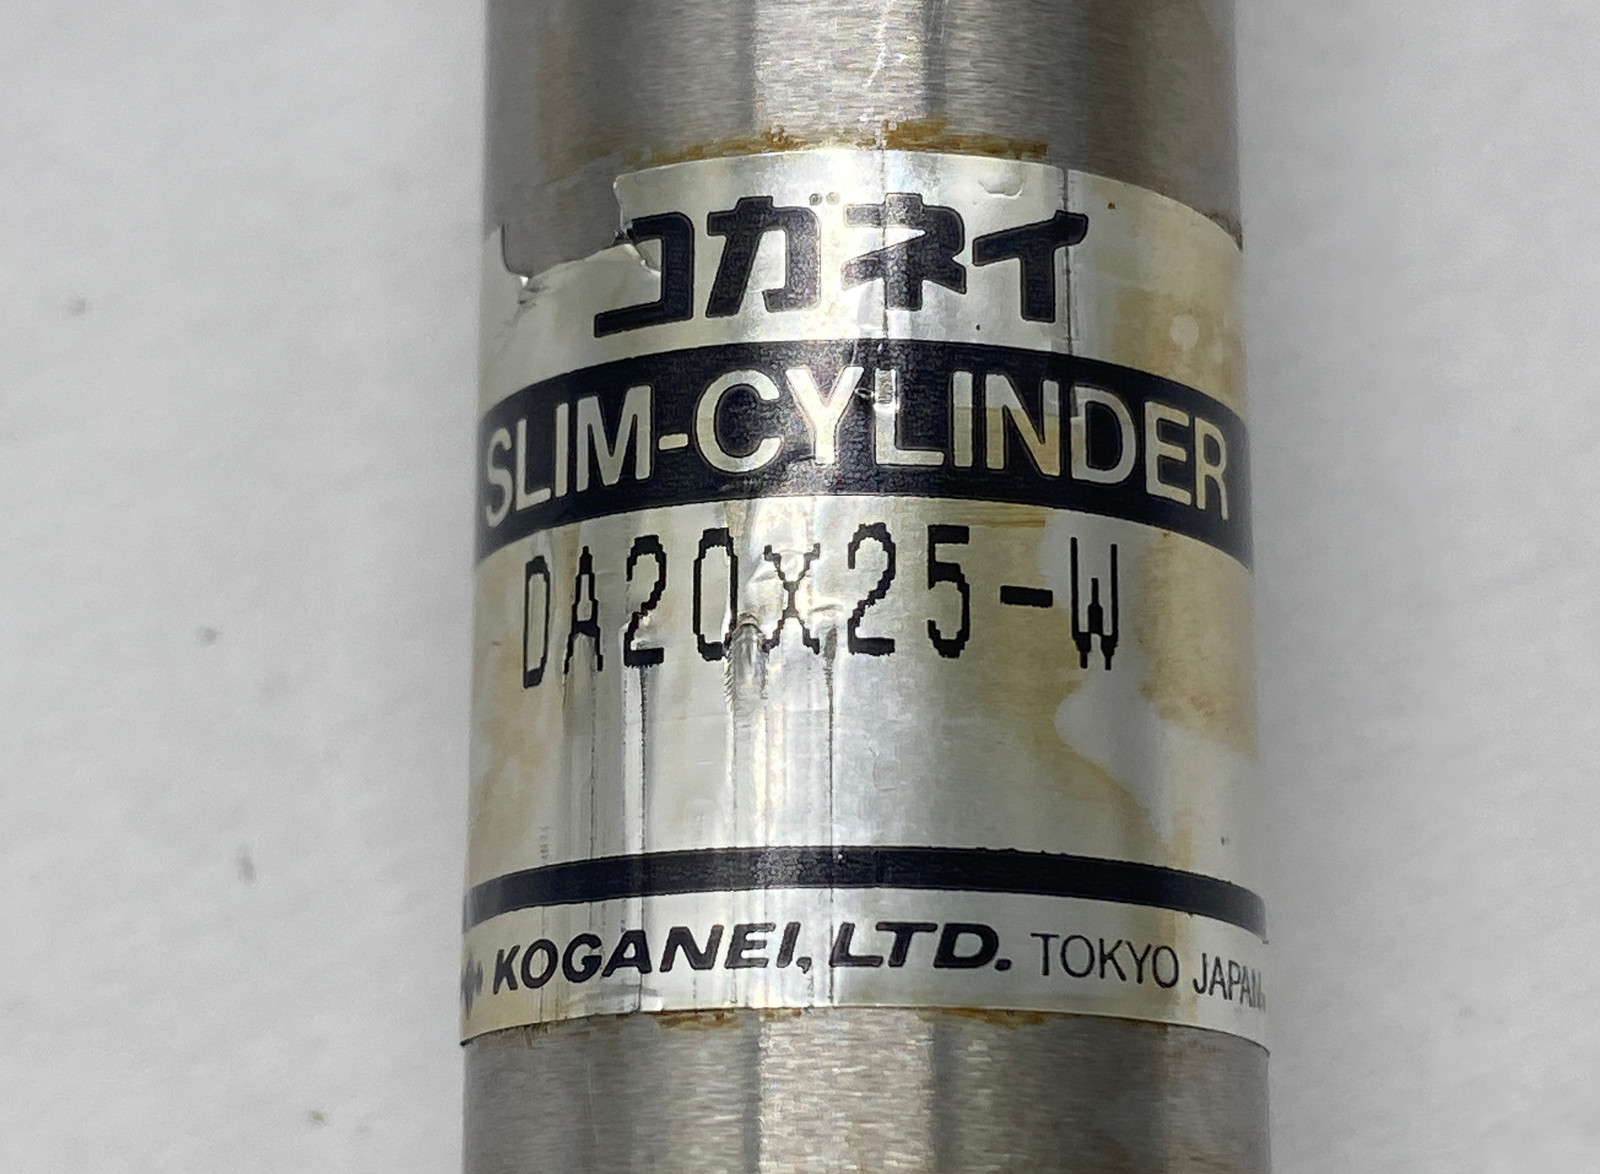 コガネイ
SLIM-CYLINDER
DA20X25-W
KOGANEI, LTD. TOKYO JAPAN